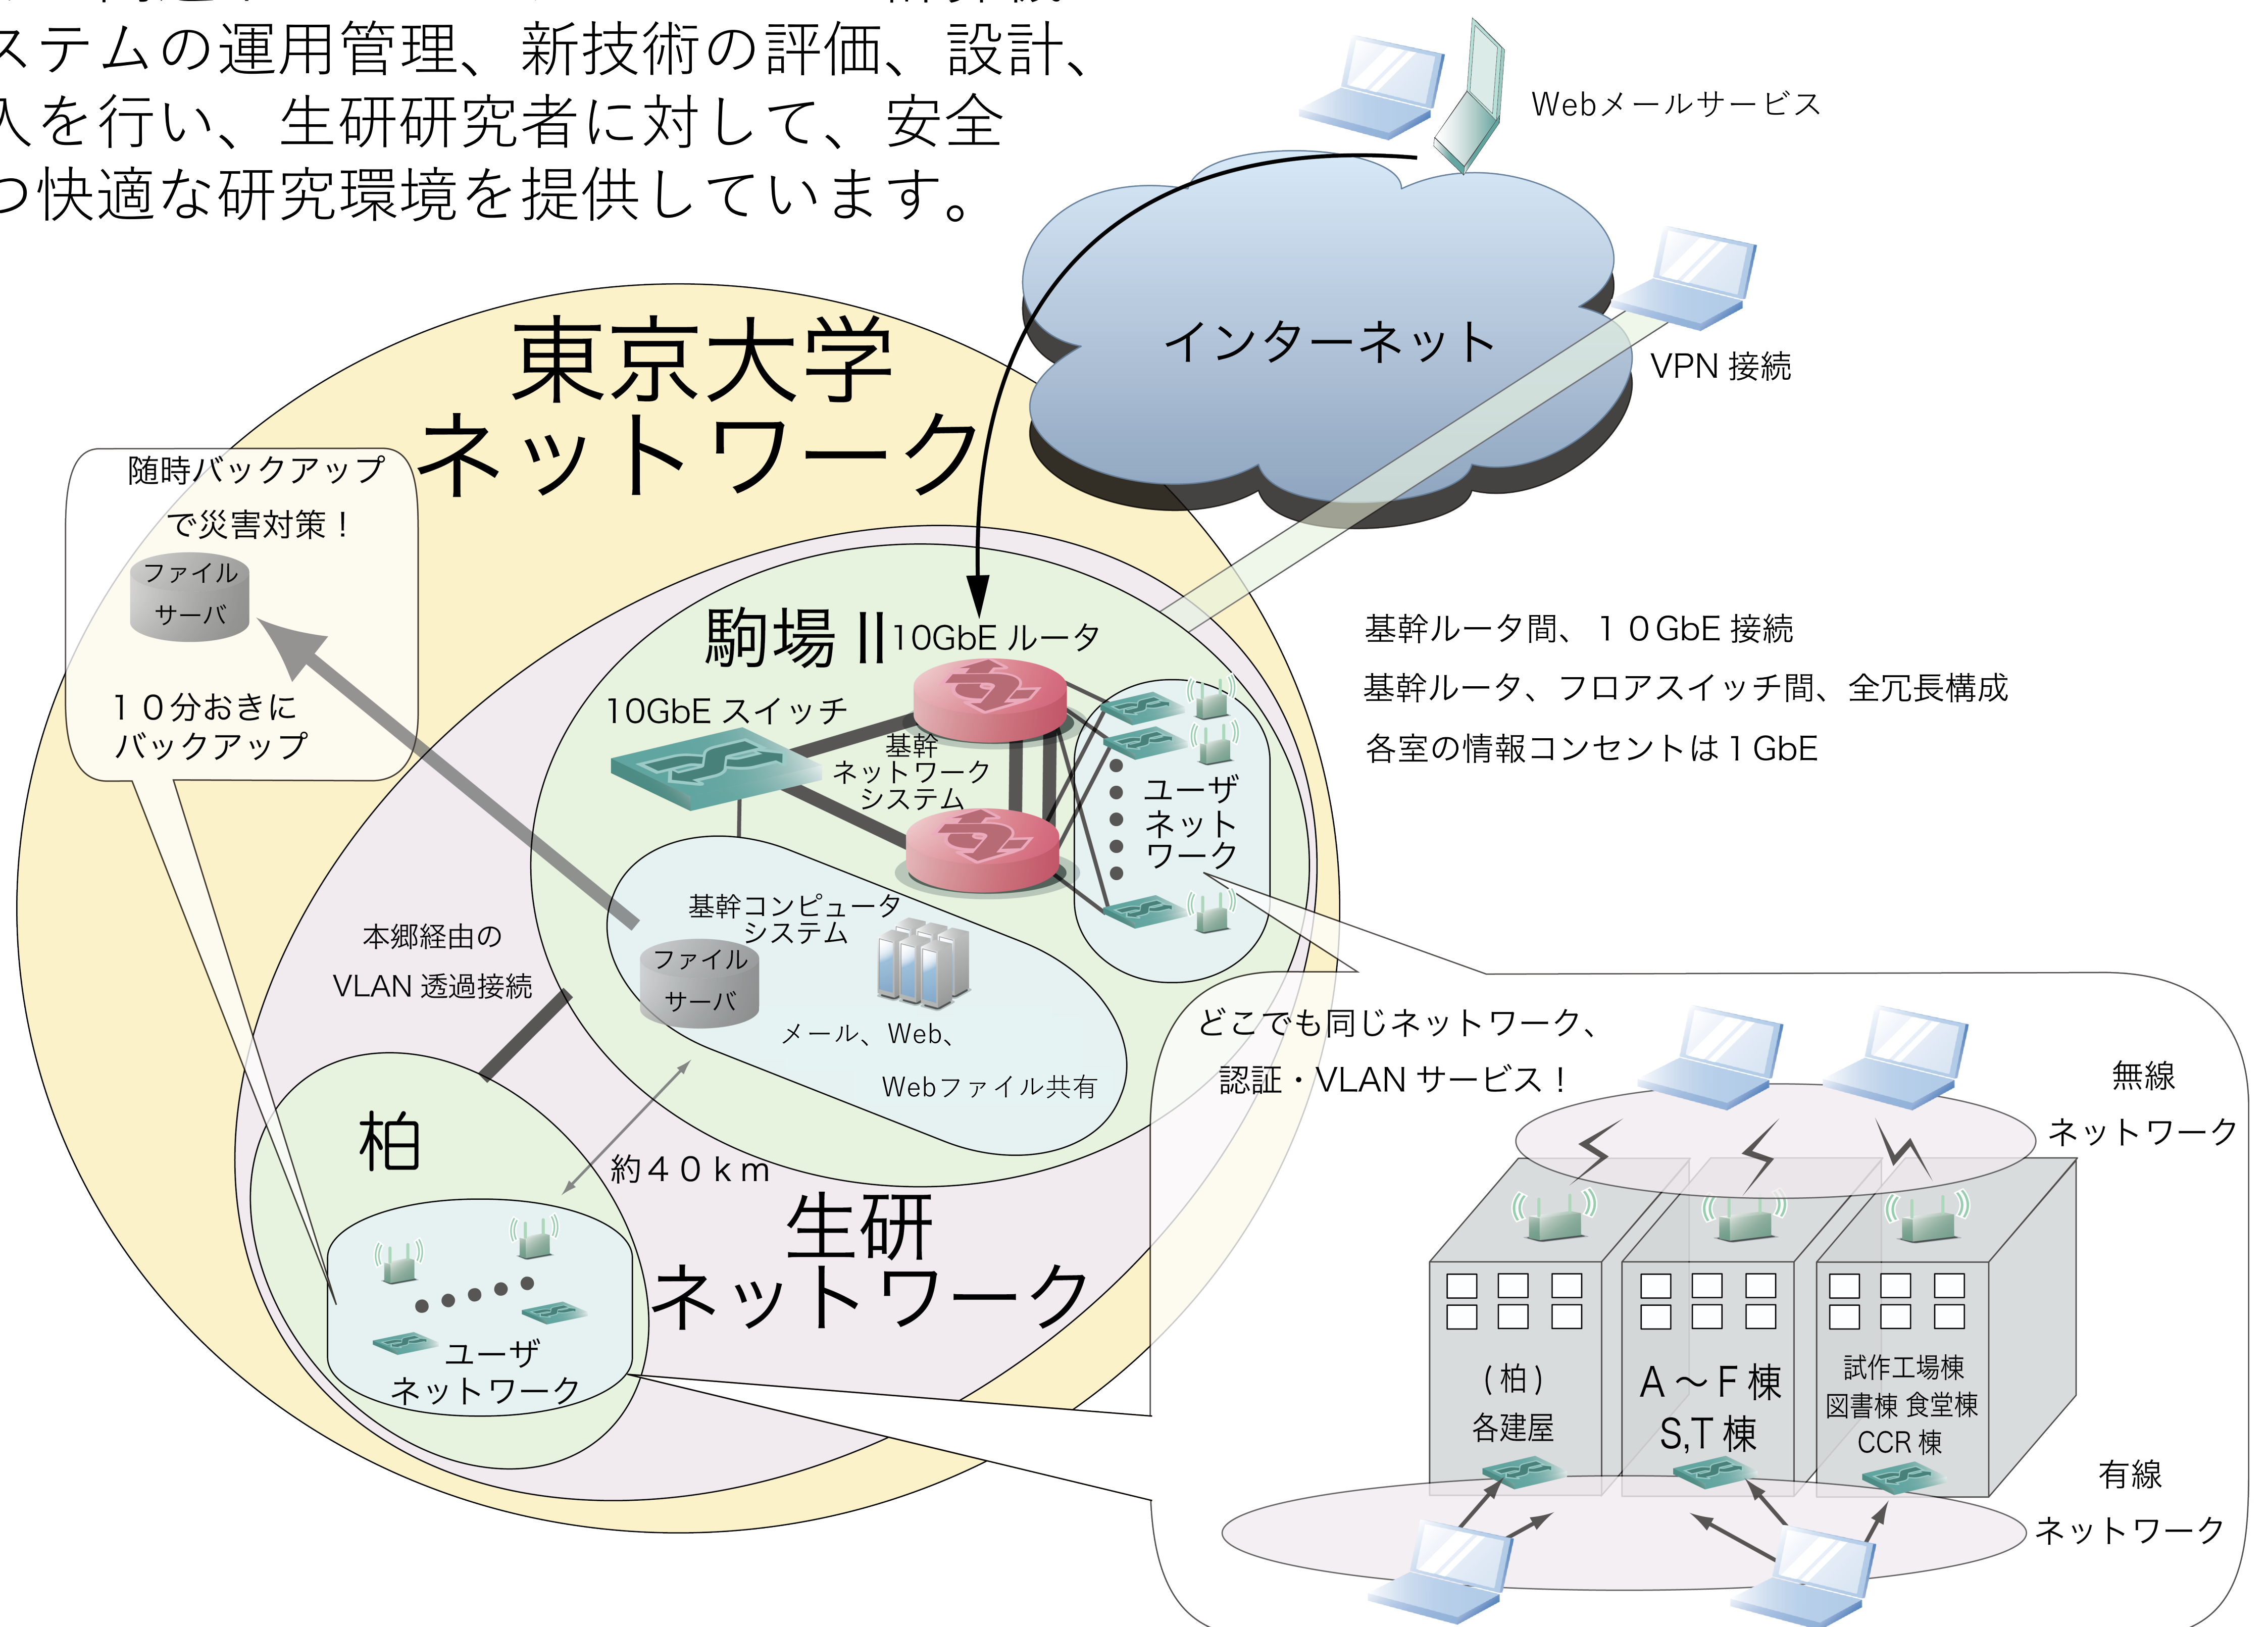 ステムの運用管理、新技術の評価、設計、
入を行い、生研研究者に対して、安全
つ快適な研究環境を提供しています。
Webメールサービス
インターネット
VPN 接続
東京大学
ネットワーク
随時バックアップ
で災害対策！
ファイル
サーバ
１０分おきに
バックアップ
駒場 II
10GbE ルータ
10GbE スイッチ
基幹
ネットワーク
システム
ユーザ
ネット
ワーク
基幹ルータ間、１０GbE 接続
基幹ルータ、フロアスイッチ間、全冗長構成
各室の情報コンセントは１GbE
基幹コンピュータ
システム
ファイル
サーバ
メール、Web、
Webファイル共有
本郷経由の
VLAN 透過接続
柏
約４０ｋｍ
生研
ネットワーク
ユーザ
ネットワーク
どこでも同じネットワーク、
認証・VLAN サービス！
無線
ネットワーク
（柏）
各建屋
A～F棟
S,T 棟
試作工場棟
図書棟 食堂棟
CCR 棟
有線
ネットワーク